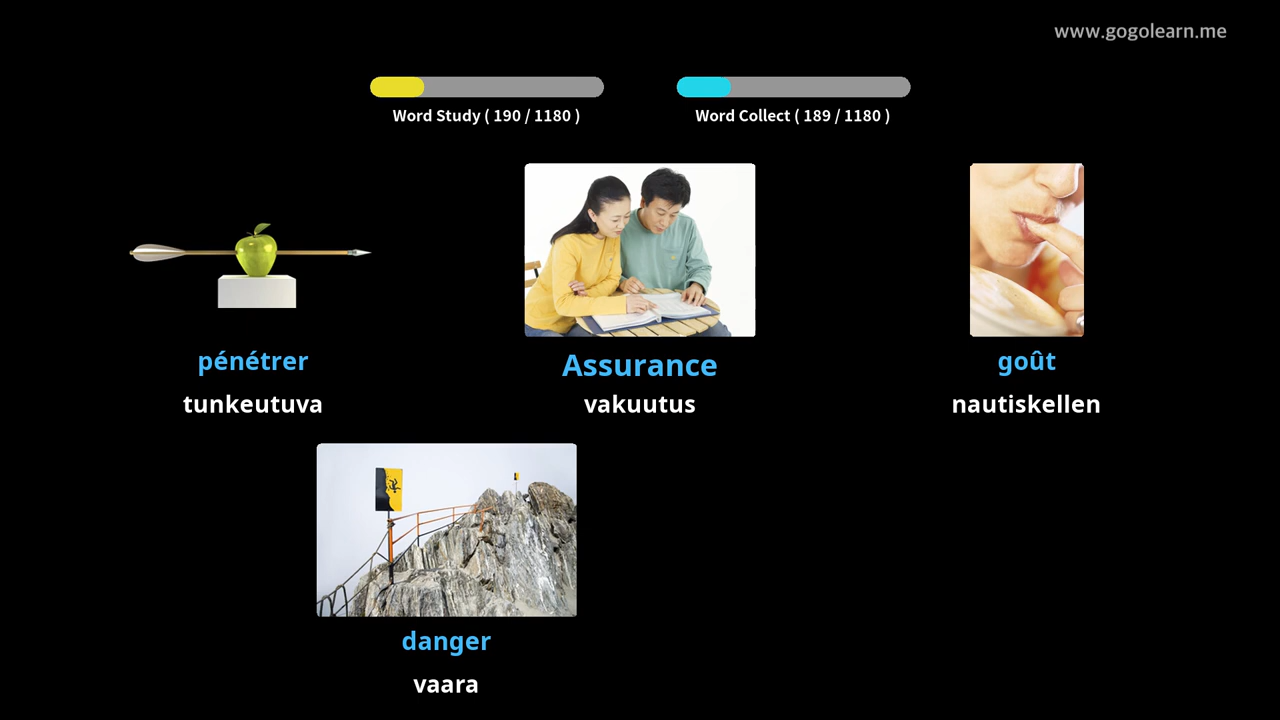 www.gogolearn.me
Word Study ( 190 / 1180 )
Word Collect ( 189 / 1180 )
pénétrer
tunkeutuva
Assurance
vakuutus
goût
nautiskellen
danger
vaara